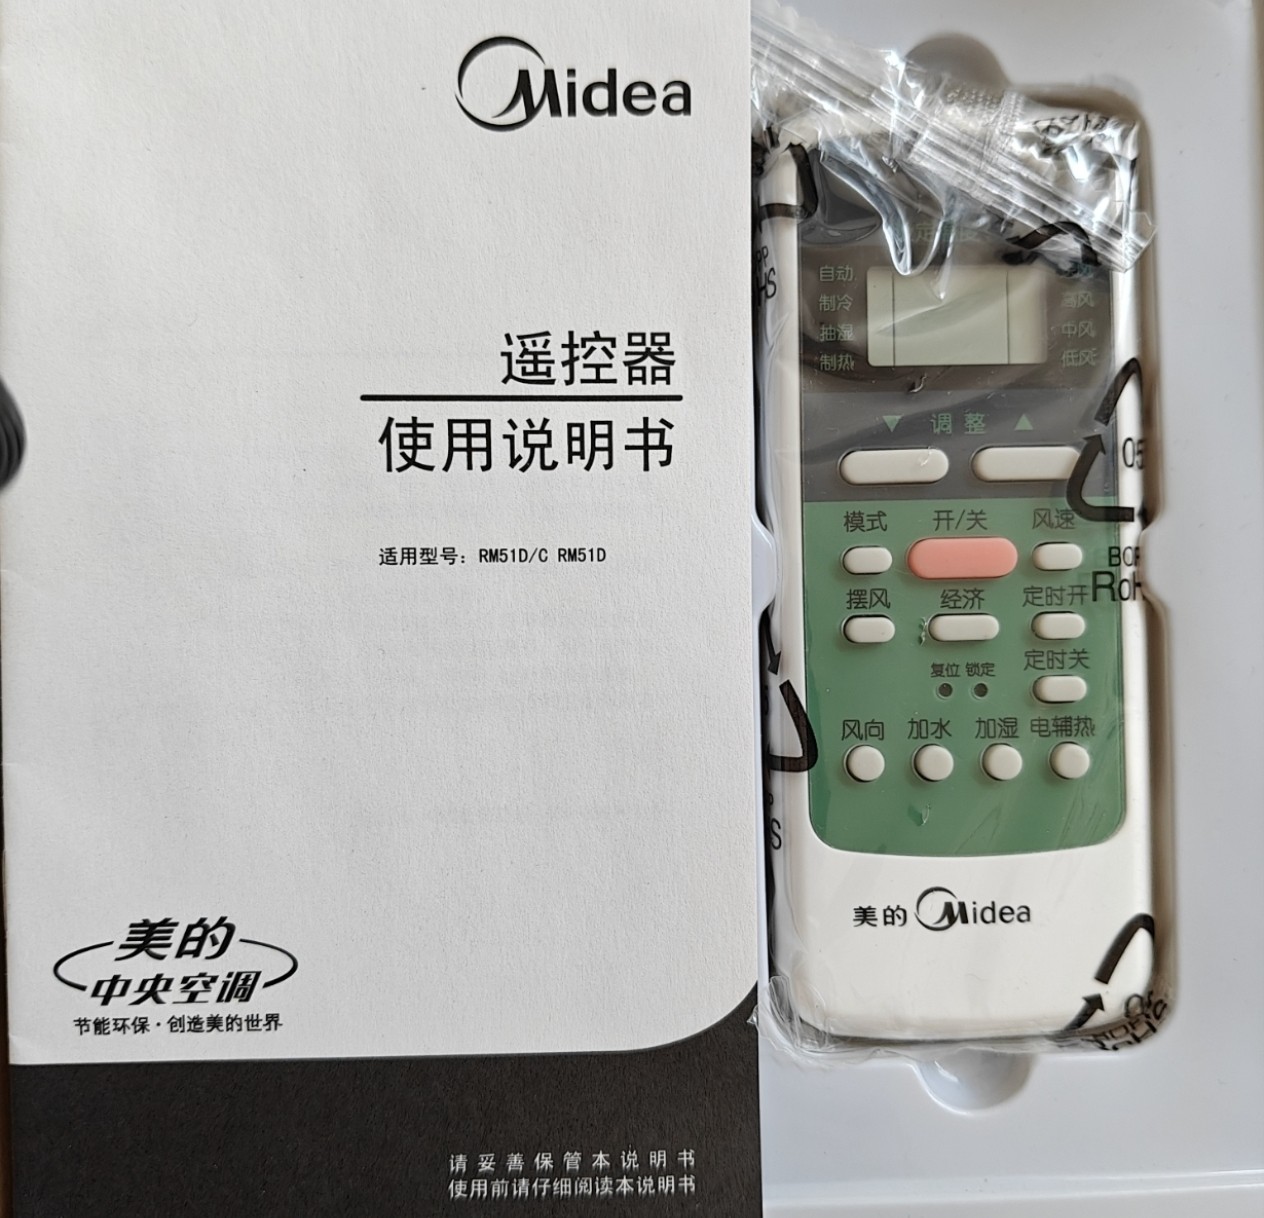 Midea
遥控器
使用说明书
适用型号：RM51D/C RM51D
美的
中央空调
节能环保·创造美的世界
请妥善保管本说明书
使用前请仔细阅读本说明书
自动
制冷
抽湿
制热
高风
中风
低风
▼ 调整 ▲
模式 开/关 风速
摆风 经济 定时开
复位 锁定 定时关
风向 加水 加湿 电辅热
美的 Midea